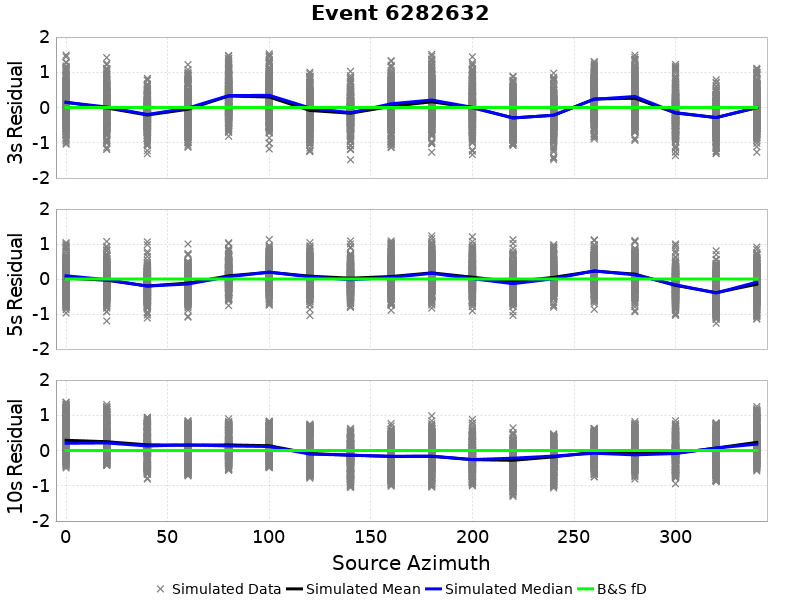 Event 6282632
3s Residual
2
1
0
-1
-2
5s Residual
2
1
0
-1
-2
10s Residual
2
1
0
-1
-2
0 50 100 150 200 250 300
Source Azimuth
Simulated Data Simulated Mean Simulated Median B&S fD